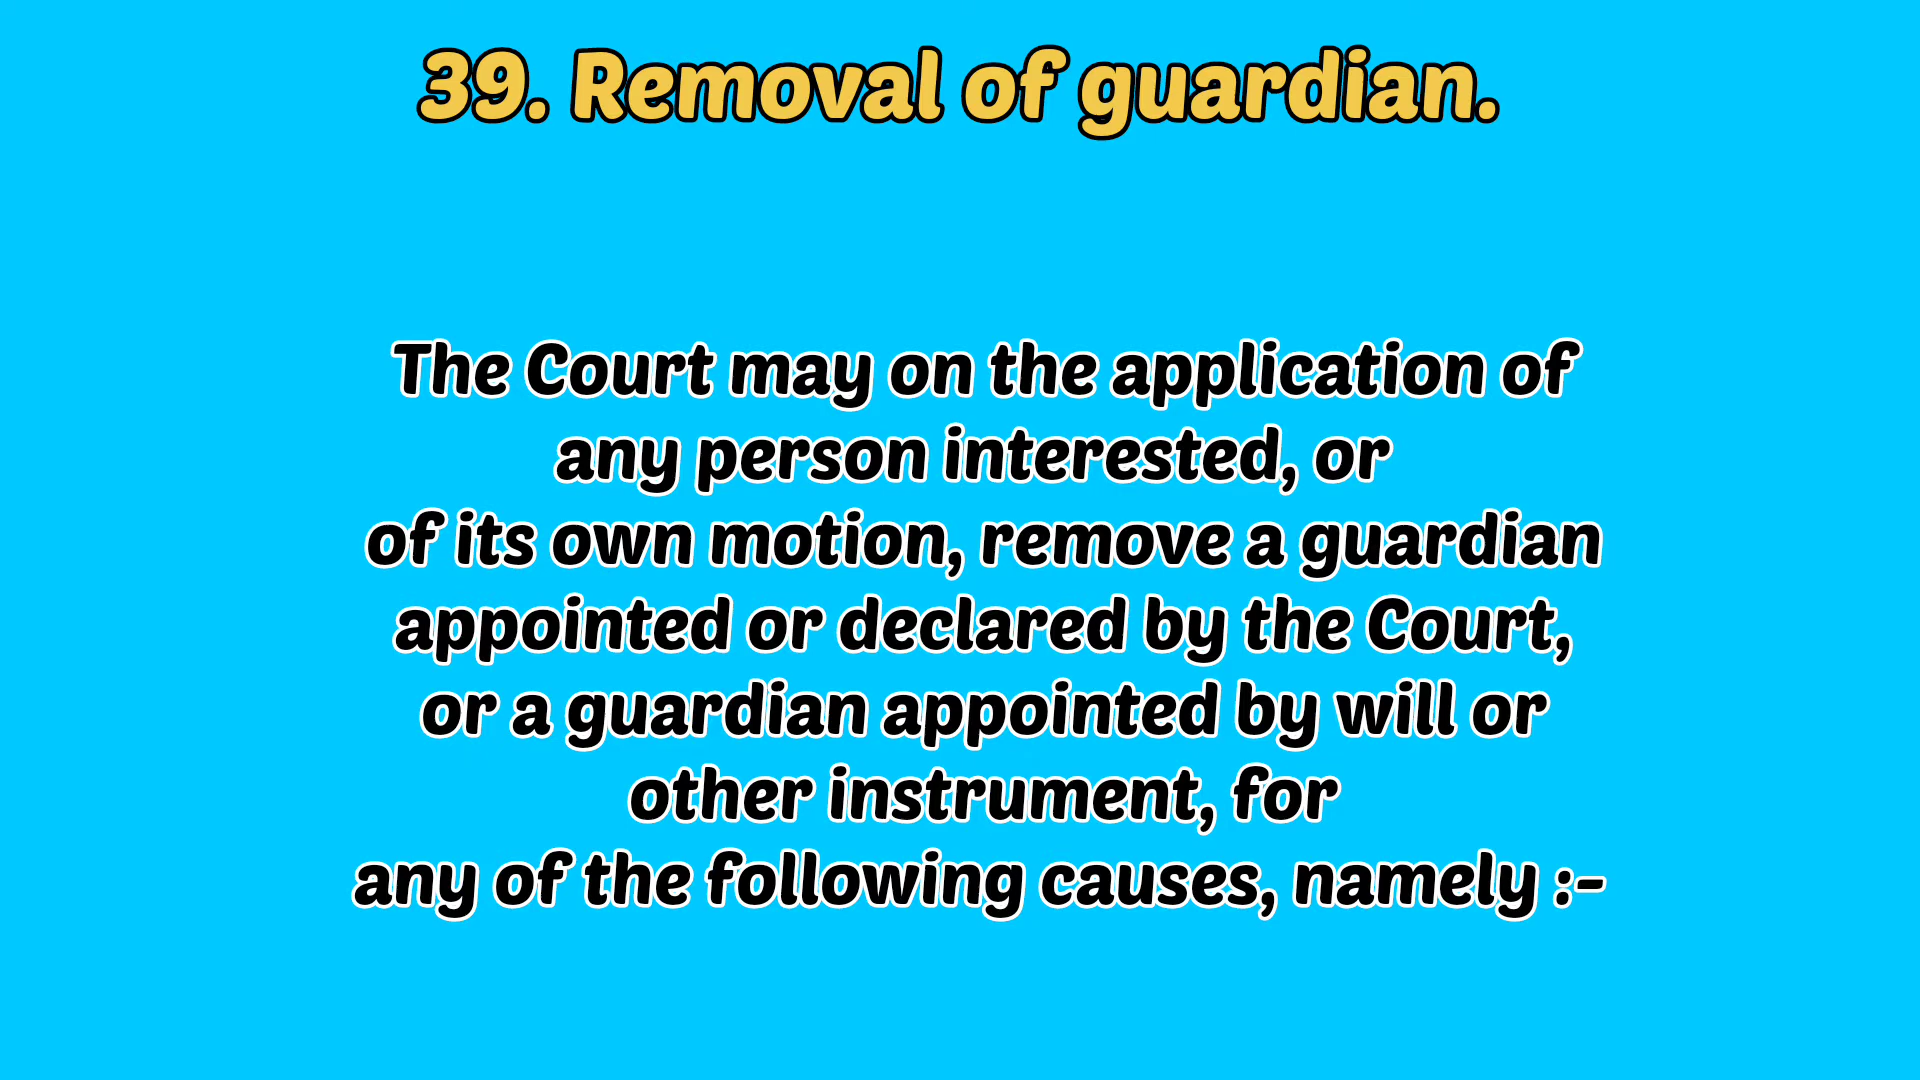 39. Removal of guardian.
The Court may on the application of
any person interested, or
of its own motion, remove a guardian
appointed or declared by the Court,
or a guardian appointed by will or
other instrument, for
any of the following causes, namely :-